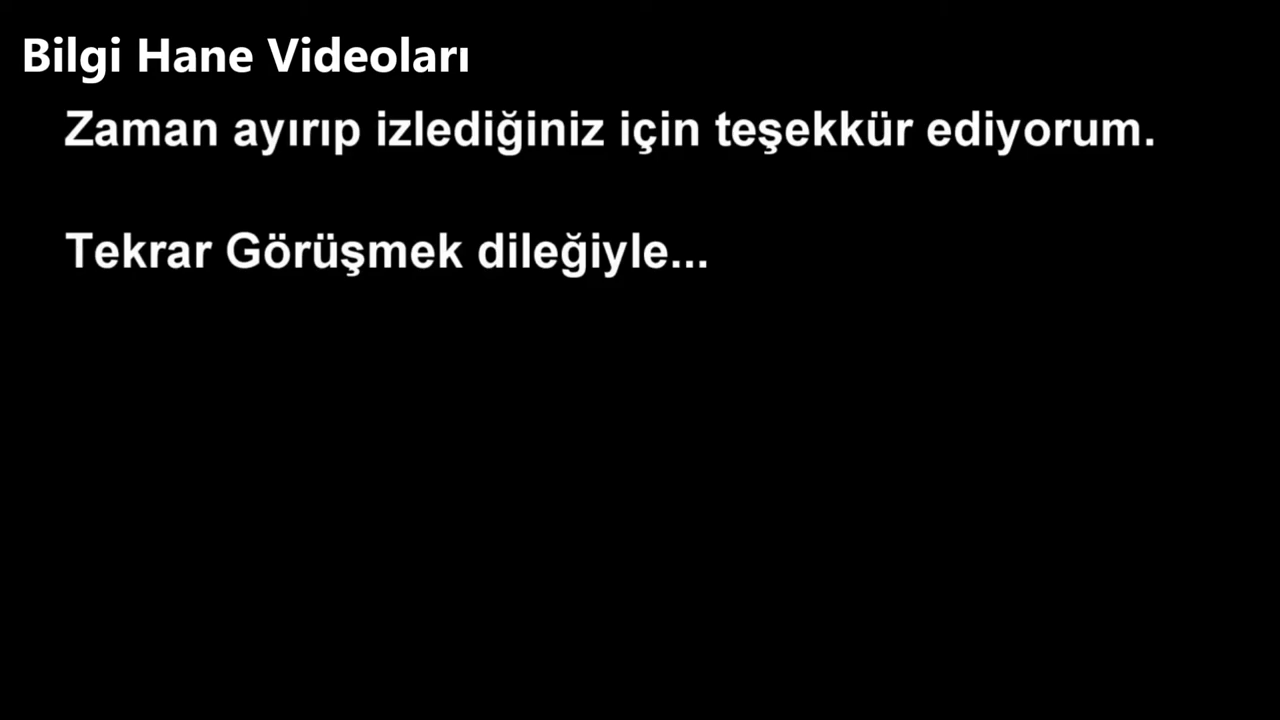 Bilgi Hane Videoları
Zaman ayırıp izlediğiniz için teşekkür ediyorum.
Tekrar Görüşmek dileğiyle...